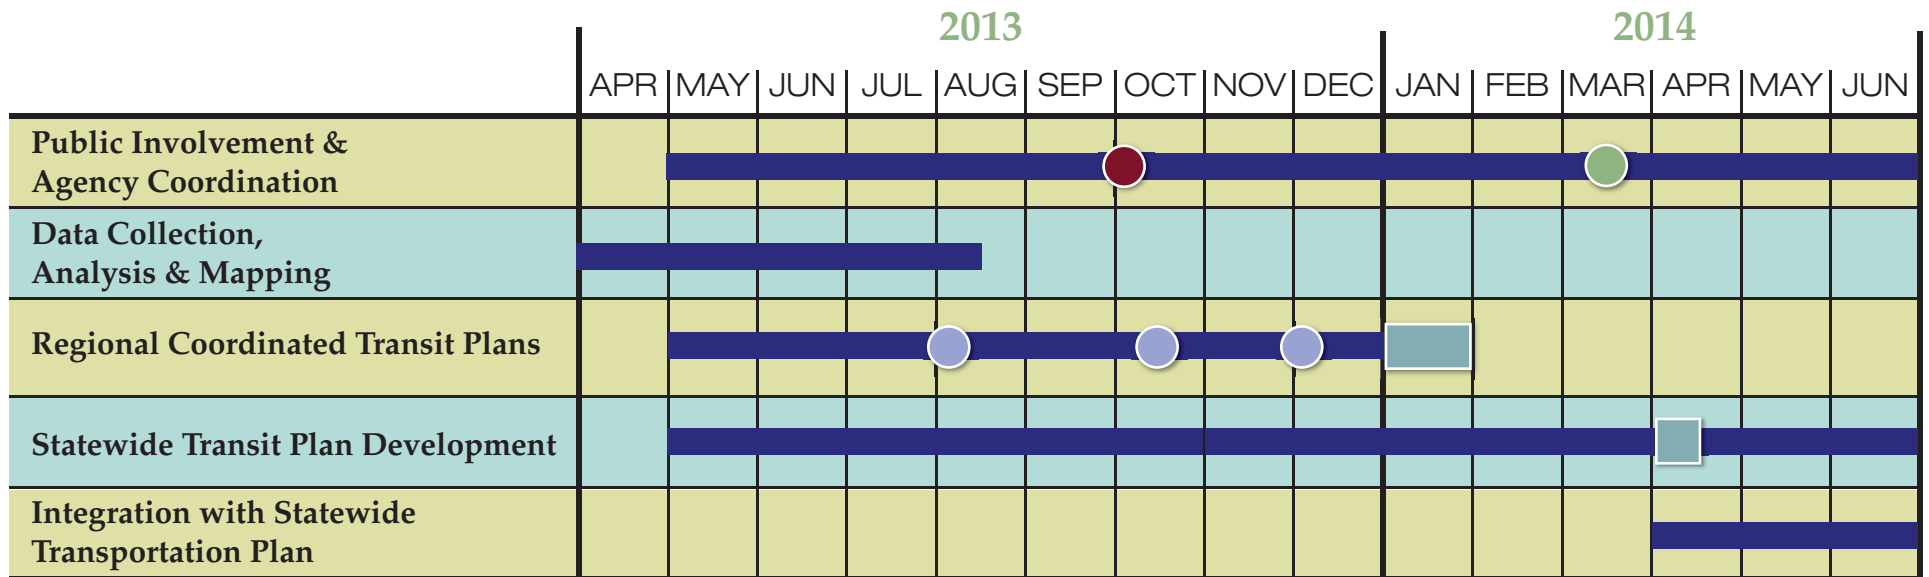 2013 2014
APR MAY JUN JUL AUG SEP OCT NOV DEC JAN FEB MAR APR MAY JUN
Public Involvement &
Agency Coordination
Data Collection,
Analysis & Mapping
Regional Coordinated Transit Plans
Statewide Transit Plan Development
Integration with Statewide
Transportation Plan